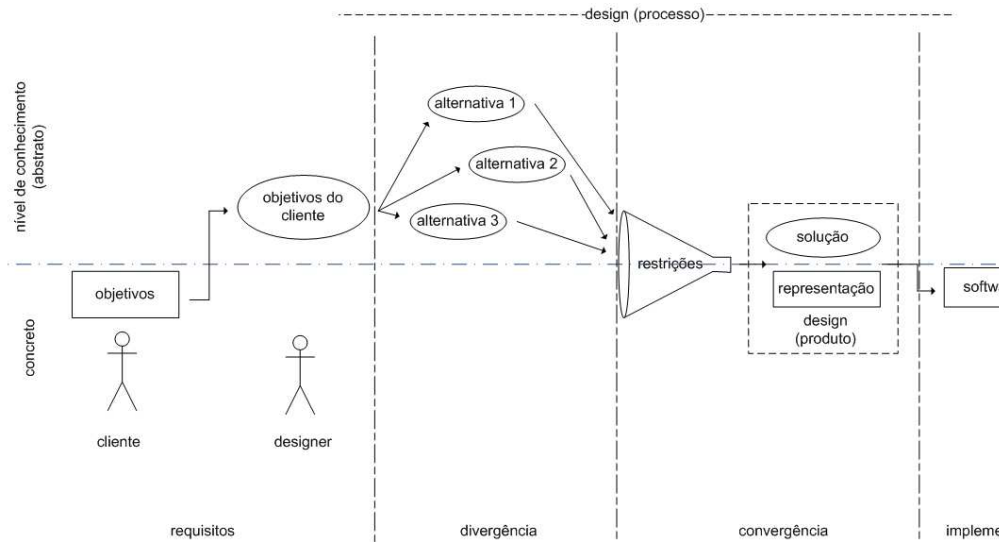 design (processo)
nível de conhecimento
(abstrato)
alternativa 1
alternativa 2
objetivos do
cliente
alternativa 3
solução
restrições
objetivos
representação
design
(produto)
concreto
cliente
designer
requisitos
divergência
convergência